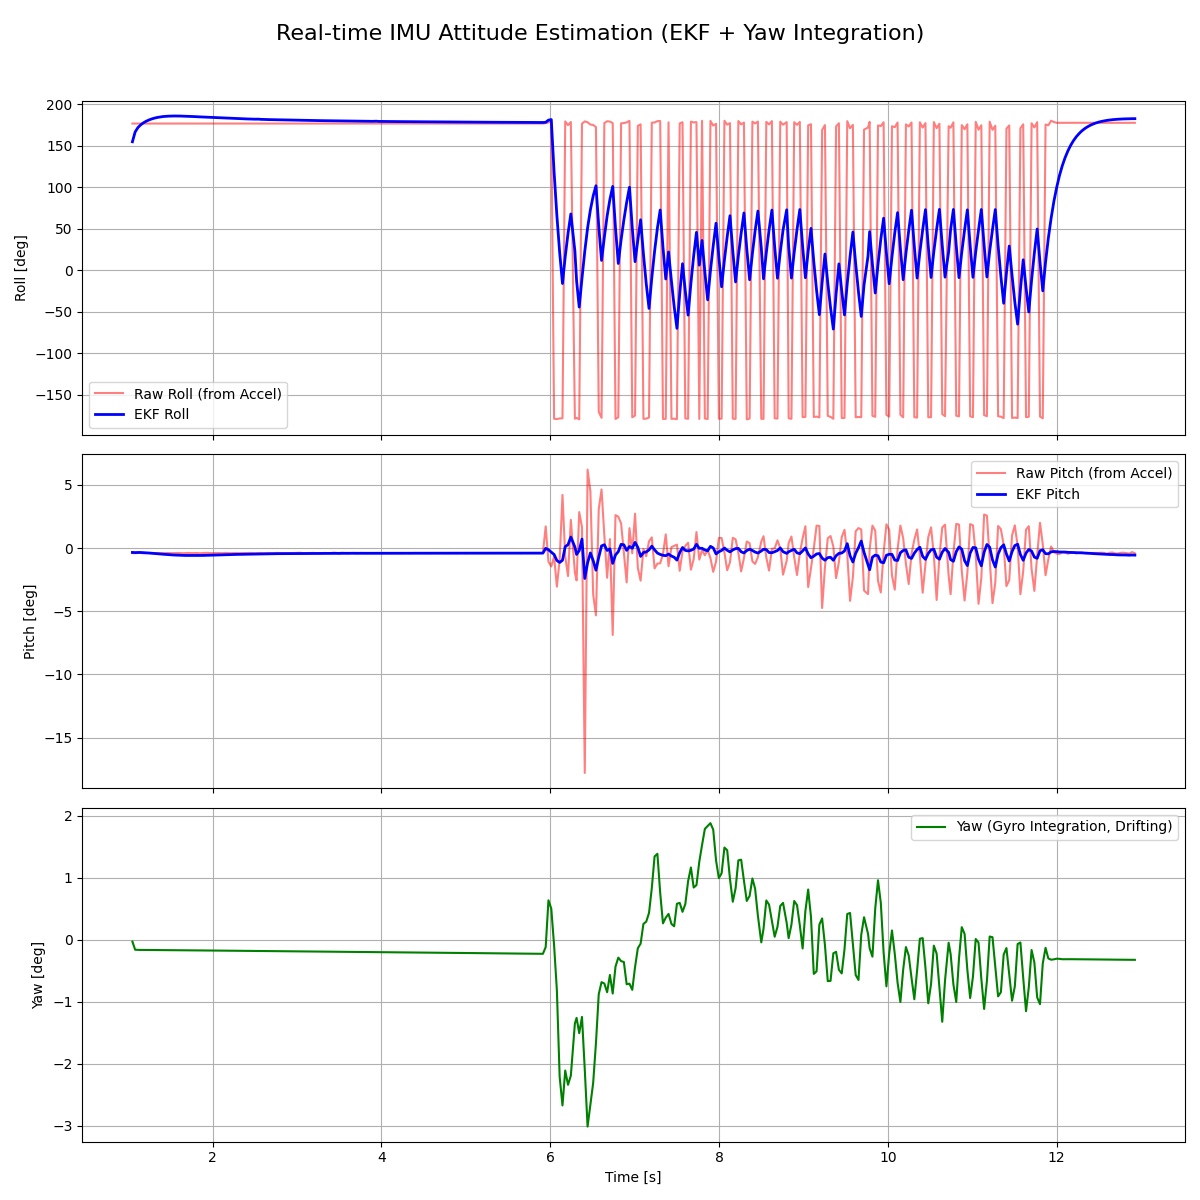 Real-time IMU Attitude Estimation (EKF + Yaw Integration)
200
150
100
50
0
−50
−100
−150
Roll [deg]
Raw Roll (from Accel)
EKF Roll
5
0
−5
−10
−15
Pitch [deg]
Raw Pitch (from Accel)
EKF Pitch
2
1
0
−1
−2
−3
Yaw [deg]
Yaw (Gyro Integration, Drifting)
2 4 6 8 10 12
Time [s]